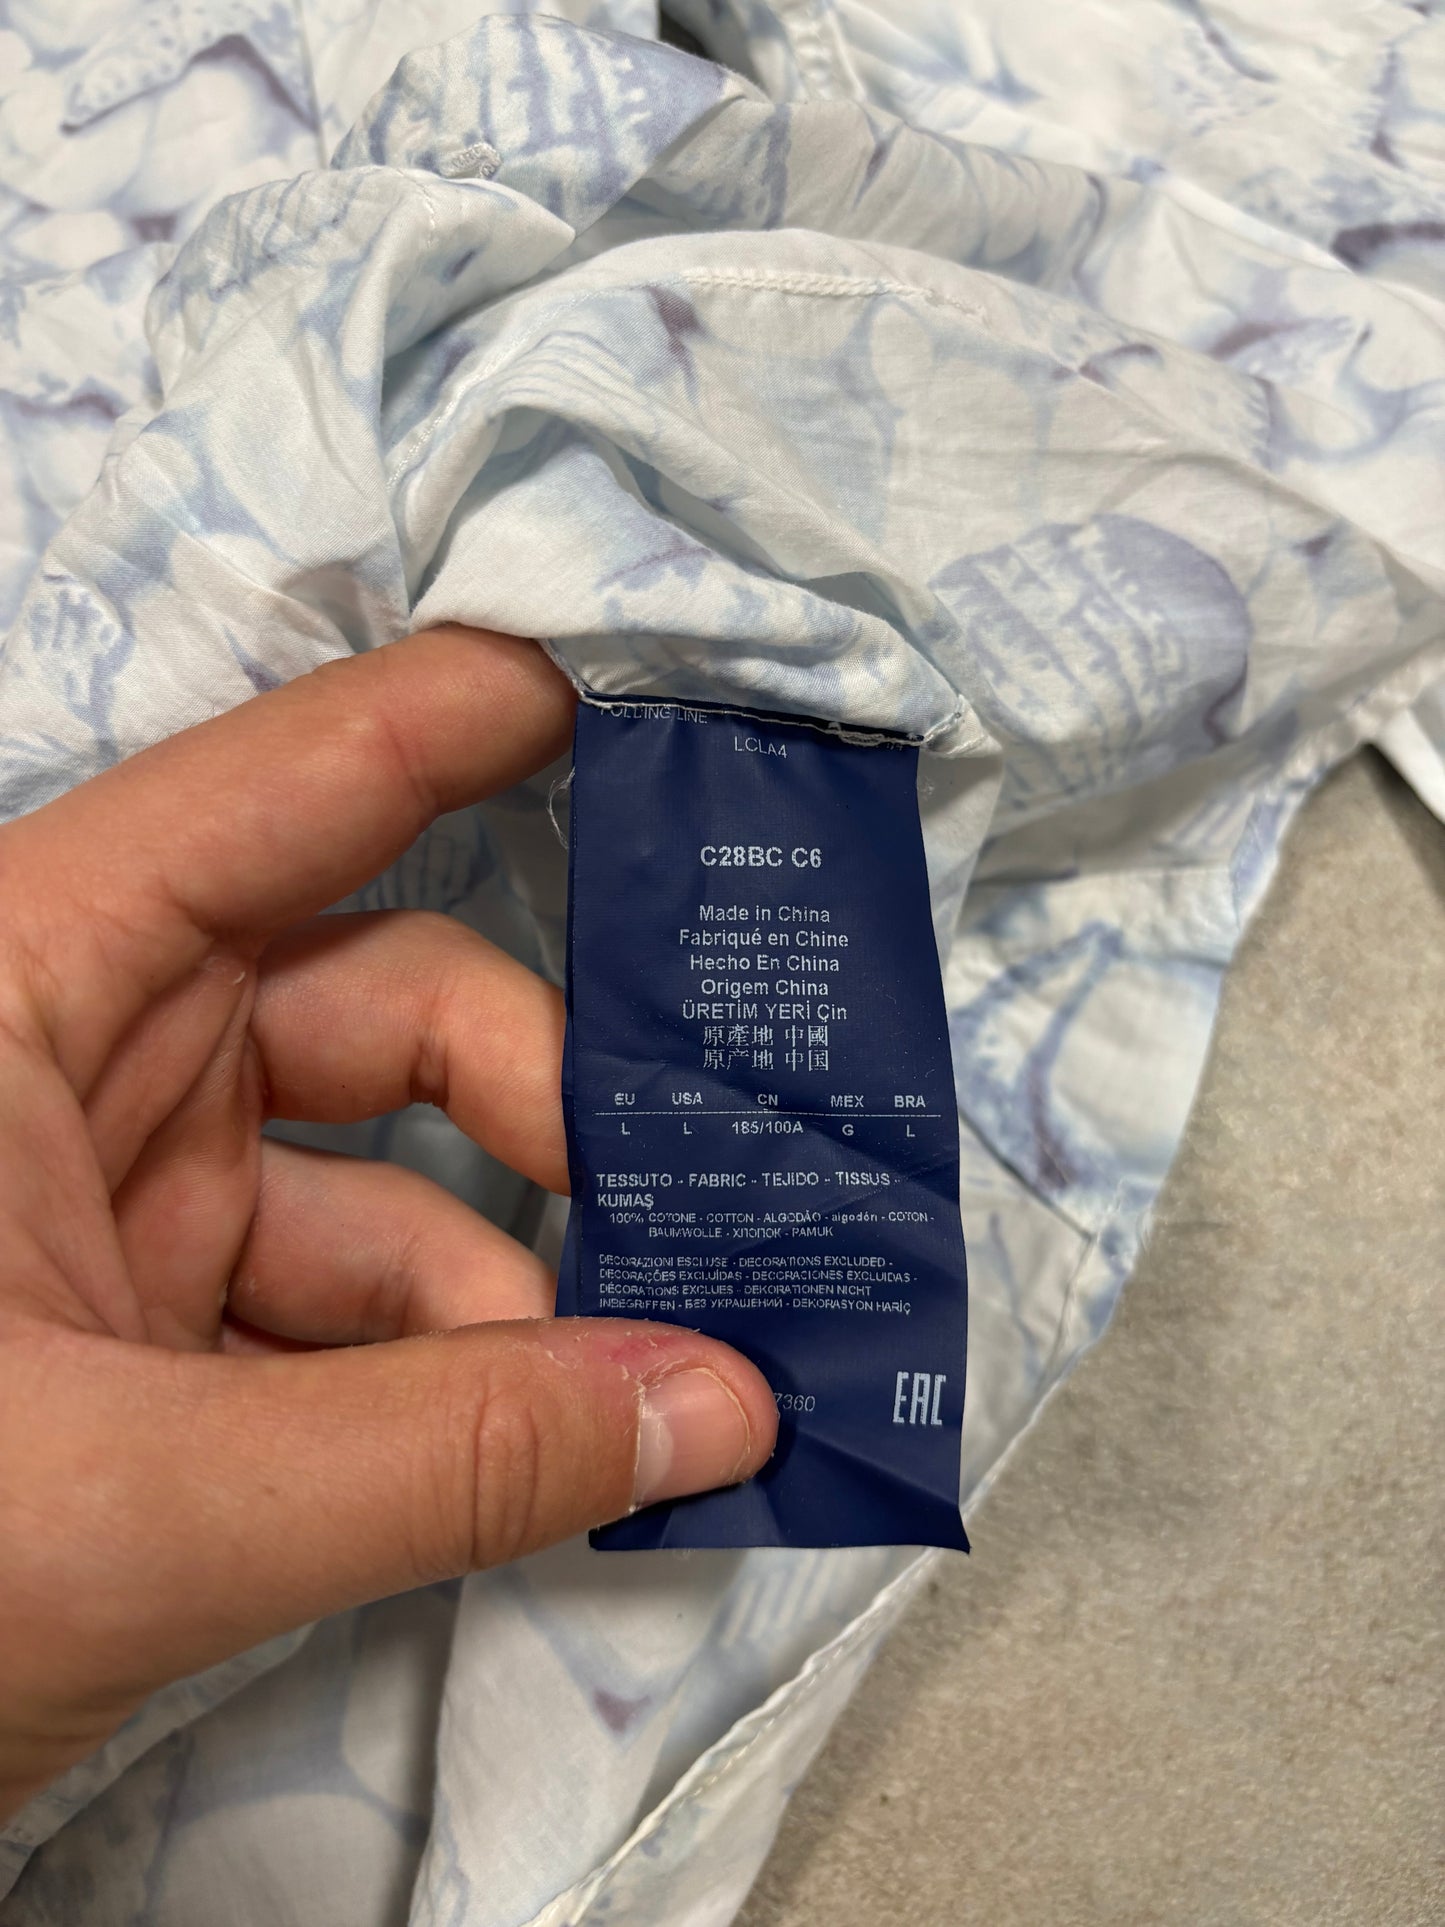 FOLDING LINE
LCLA4
C28BC C6
Made in China
Fabriqué en Chine
Hecho En China
Origem China
ÜRETİM YERİ Çin
原產地 中國
原产地 中国
EU USA CN MEX BRA
L L 185/100A G L
TESSUTO - FABRIC - TEJIDO - TISSUS -
KUMAŞ
100% COTONE - COTTON - ALGODÃO - algodón - COTON -
BAUMWOLLE - ХЛОПОК - PAMUK
DECORAZIONI ESCLUSE - DECORATIONS EXCLUDED -
DECORAÇÕES EXCLUÍDAS - DECORACIONES EXCLUIDAS -
DÉCORATIONS EXCLUES - DEKORATIONEN NICHT
INBEGRIFFEN - БЕЗ УКРАШЕНИЙ - DEKORASYON HARİÇ
7360
EAC